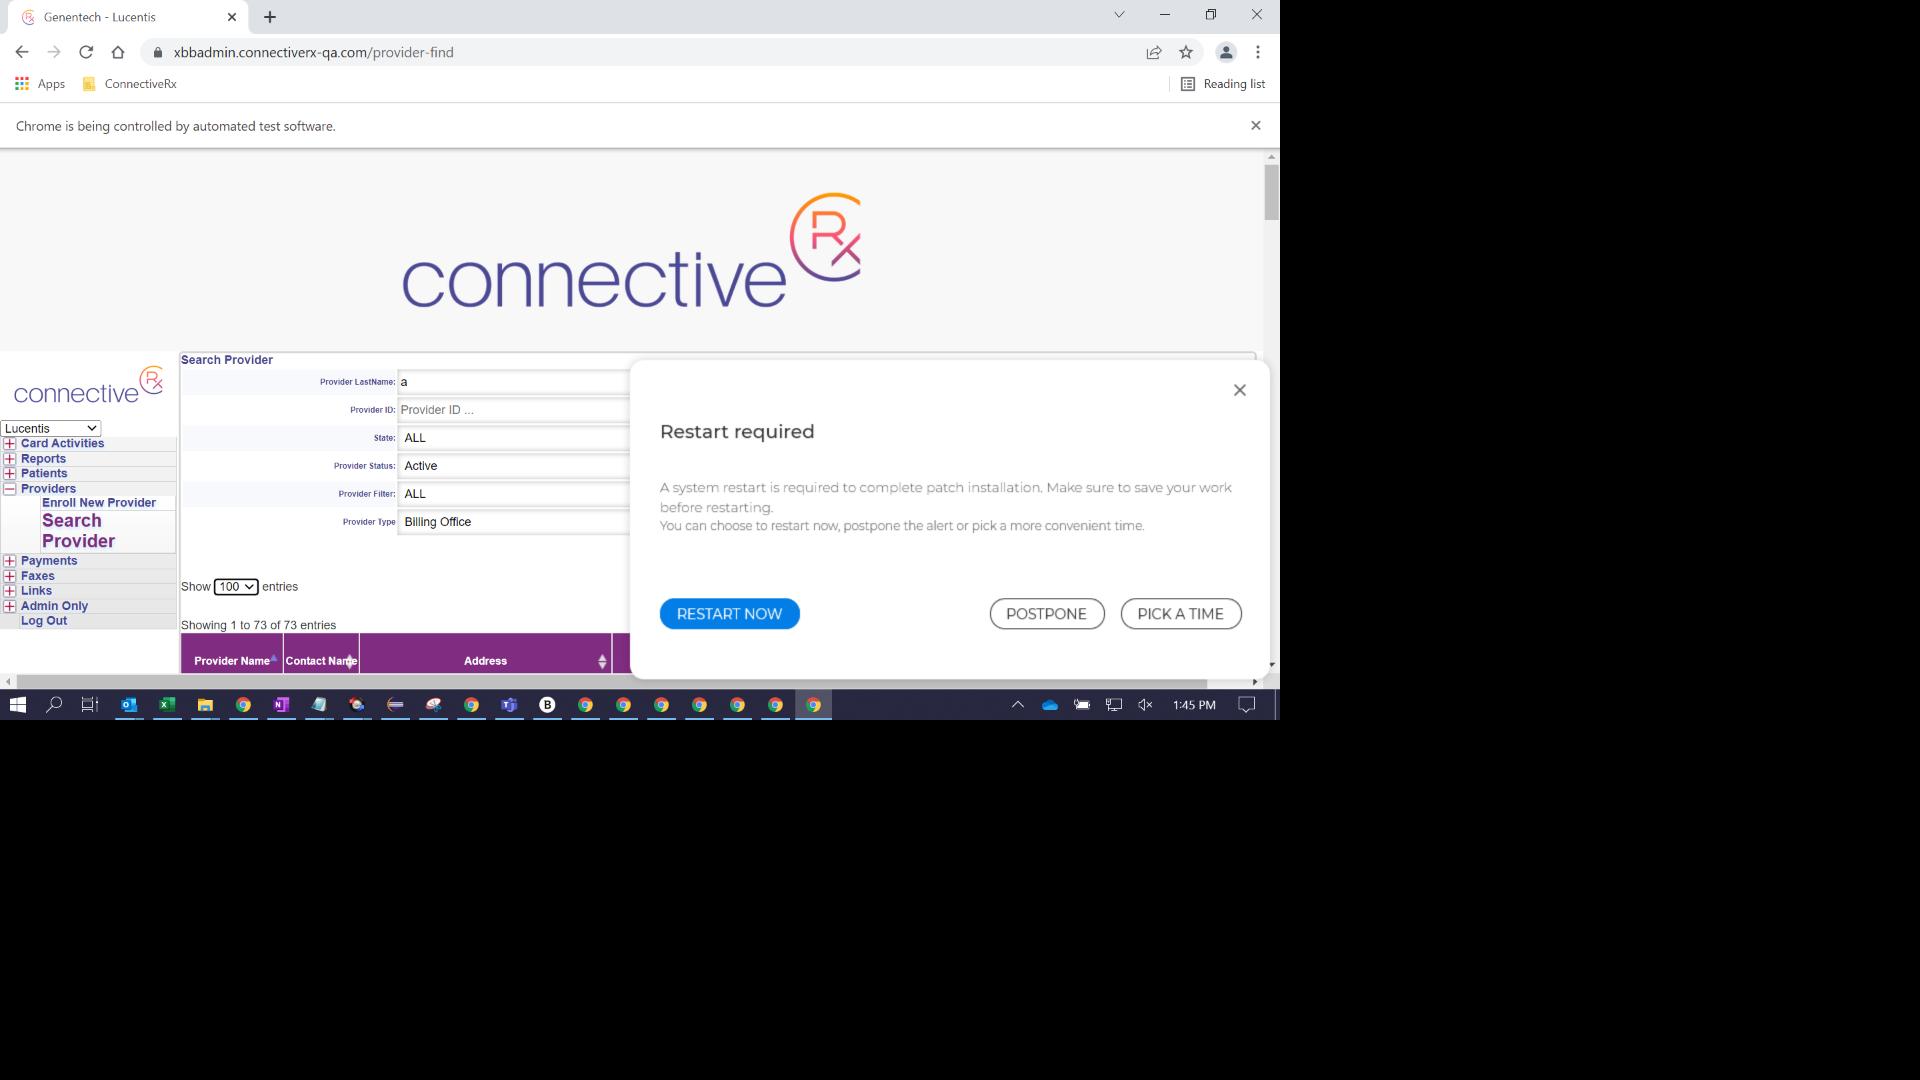 Genentech - Lucentis
xbbadmin.connectiverx-qa.com/provider-find
Apps
ConnectiveRx
Reading list
Chrome is being controlled by automated test software.
connective Rx
connective Rx
Lucentis
Card Activities
Reports
Patients
Providers
Enroll New Provider
Search
Provider
Payments
Faxes
Links
Admin Only
Log Out
Search Provider
Provider LastName: a
Provider ID: Provider ID ...
State: ALL
Provider Status: Active
Provider Filter: ALL
Provider Type Billing Office
Show 100 entries
Showing 1 to 73 of 73 entries
Provider Name Contact Name Address
Restart required
A system restart is required to complete patch installation. Make sure to save your work
before restarting.
You can choose to restart now, postpone the alert or pick a more convenient time.
RESTART NOW POSTPONE PICK A TIME
1:45 PM